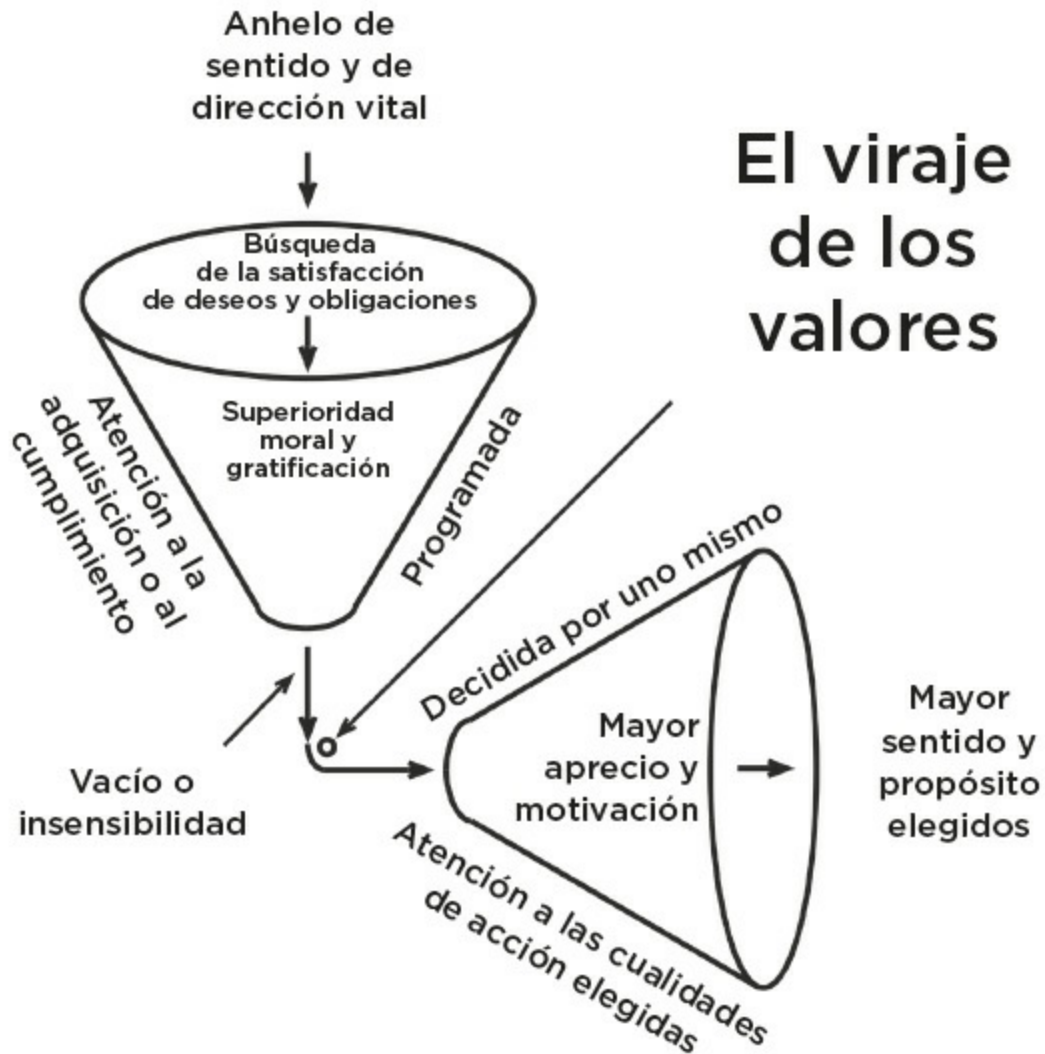 Anhelo de
sentido y de
dirección vital
El viraje
de los
valores
Búsqueda
de la satisfacción
de deseos y obligaciones
Superioridad
moral y
gratificación
Atención a la
adquisición o al
cumplimiento
Programada
Vacío o
insensibilidad
Decidida por uno mismo
Mayor
aprecio y
motivación
Atención a las cualidades
de acción elegidas
Mayor
sentido y
propósito
elegidos